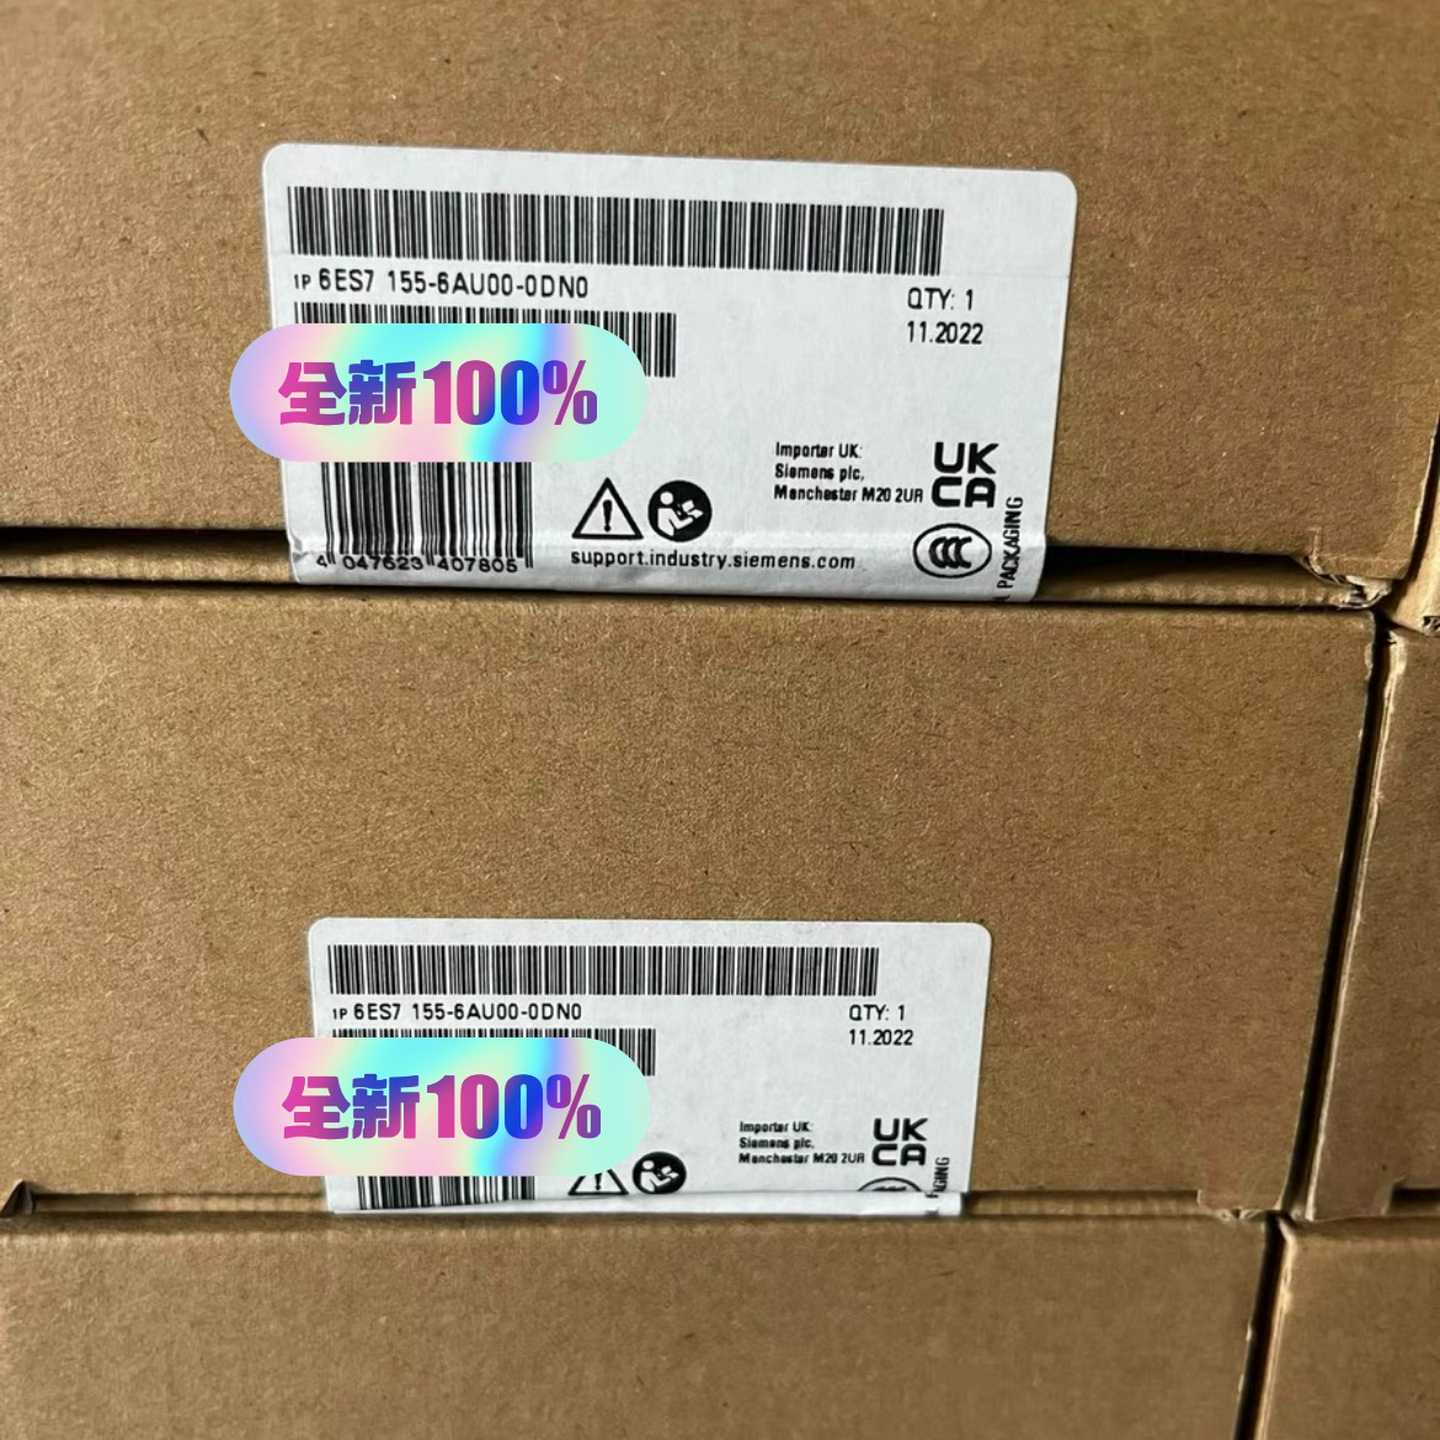 1P 6ES7 155-6AU00-0DN0
QTY: 1
11.2022
全新100%
Importer UK:
Siemens plc,
Manchester M20 2UR
UK
CA
4 047623 407805
support.industry.siemens.com
CCC
PACKAGING
1P 6ES7 155-6AU00-0DN0
QTY: 1
11.2022
全新100%
Importer UK:
Siemens plc,
Manchester M20 2UR
UK
CA